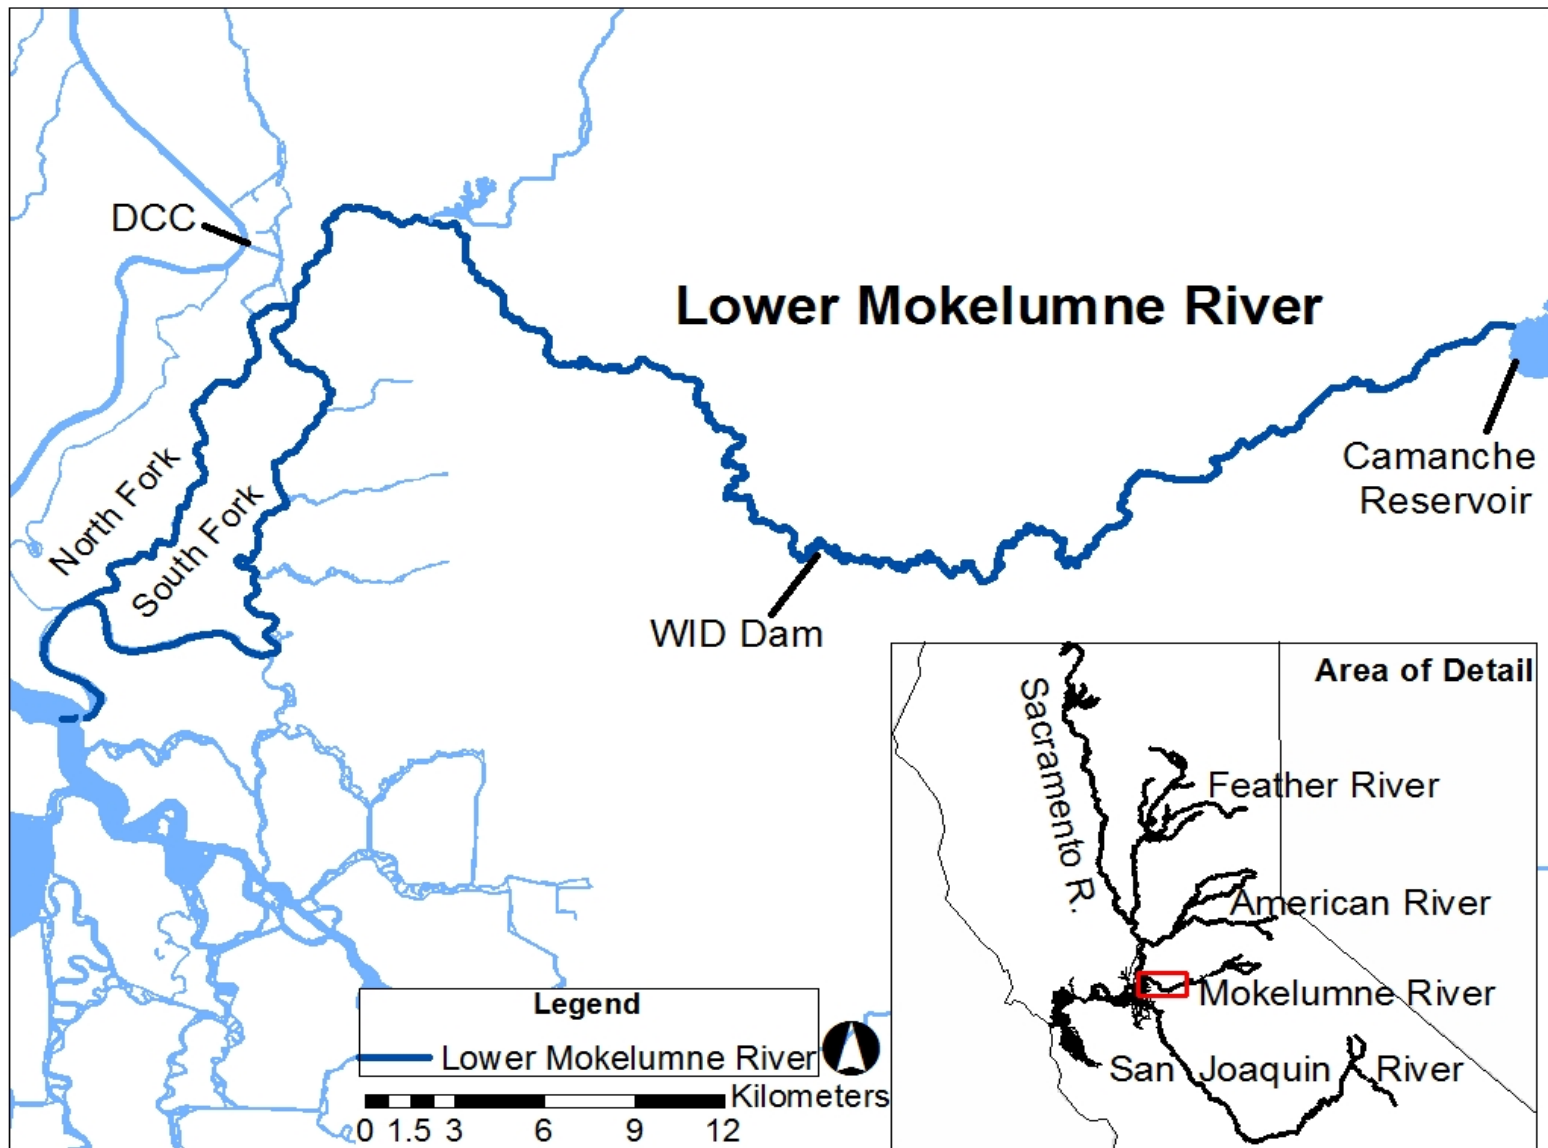 DCC
Lower Mokelumne River
Camanche
Reservoir
North Fork
South Fork
WID Dam
Area of Detail
Sacramento R.
Feather River
American River
Mokelumne River
San Joaquin River
Legend
Lower Mokelumne River
Kilometers
0 1.5 3 6 9 12